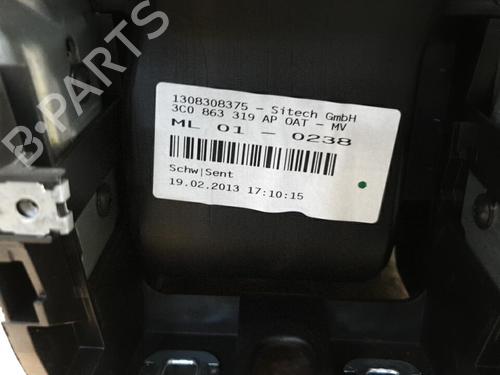 B-PARTS
1308308375 - Sitech GmbH
3C0 863 319 AP OAT - MV
ML 01 - 0238
Schw|Sent
19.02.2013 17:10:15